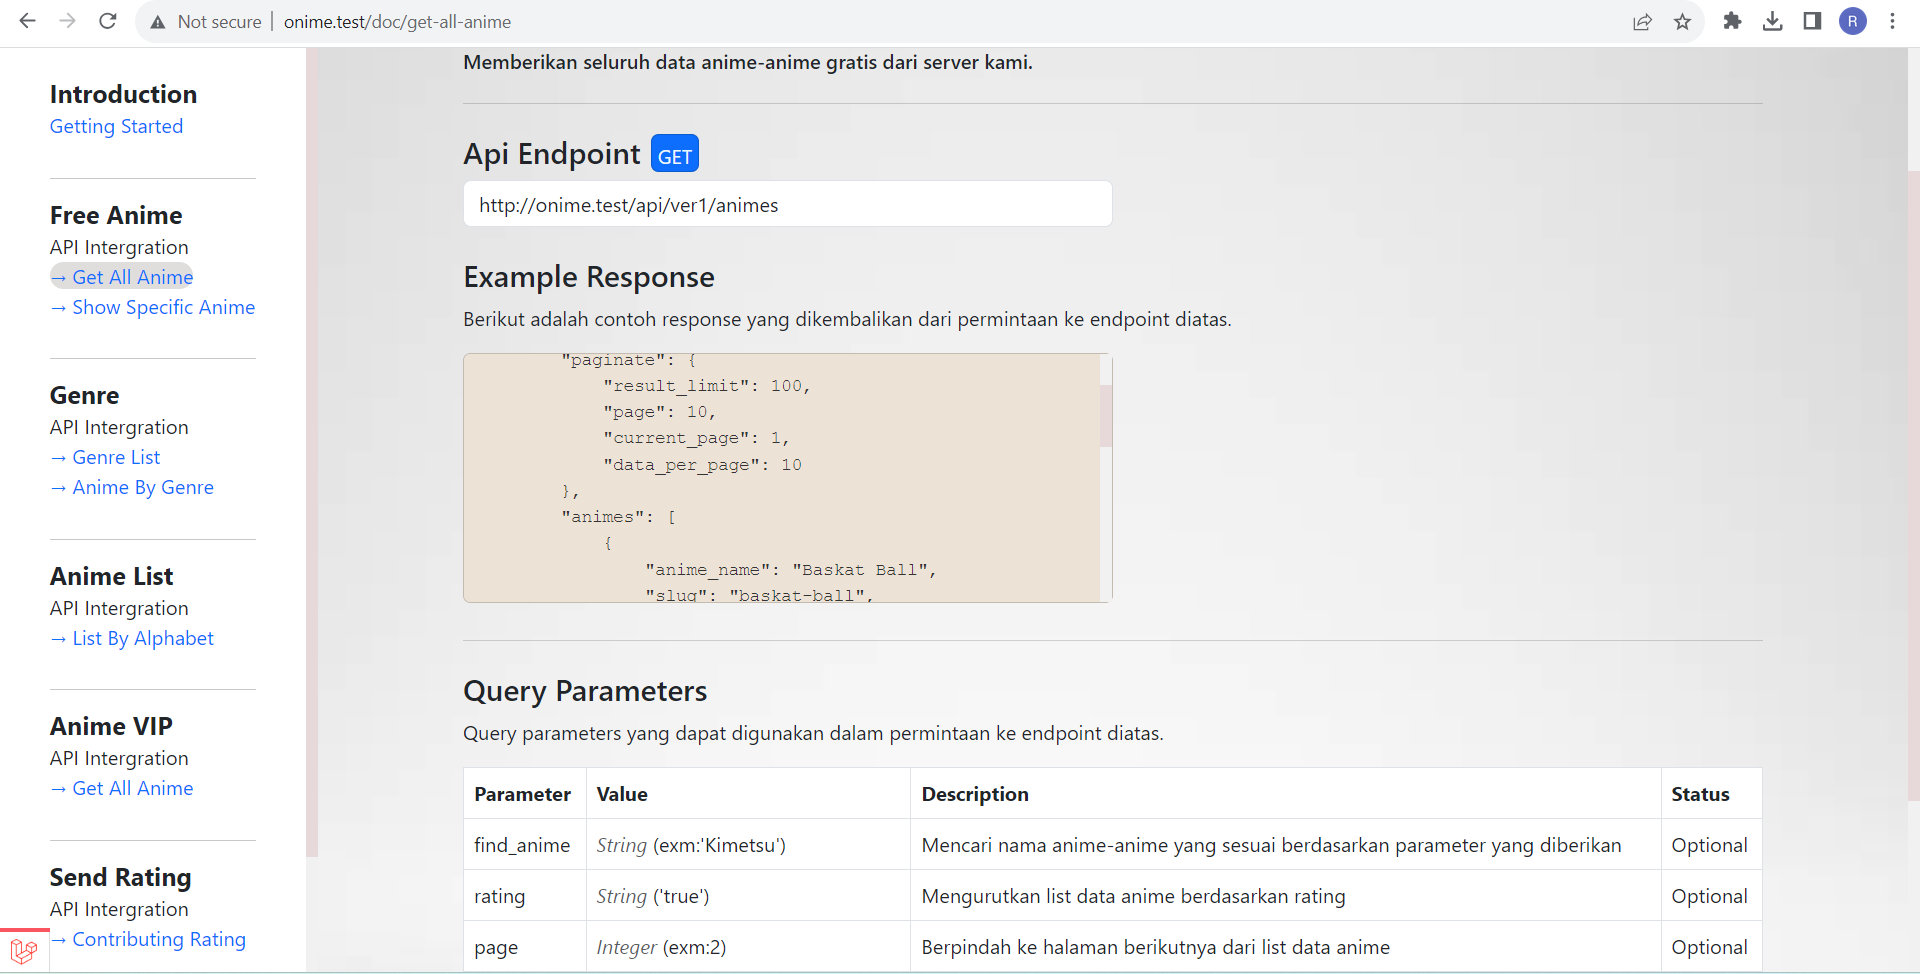 Not secure
onime.test/doc/get-all-anime
R
Introduction
Getting Started
Free Anime
API Intergration
→ Get All Anime
→ Show Specific Anime
Genre
API Intergration
→ Genre List
→ Anime By Genre
Anime List
API Intergration
→ List By Alphabet
Anime VIP
API Intergration
→ Get All Anime
Send Rating
API Intergration
→ Contributing Rating
Memberikan seluruh data anime-anime gratis dari server kami.
Api Endpoint GET
http://onime.test/api/ver1/animes
Example Response
Berikut adalah contoh response yang dikembalikan dari permintaan ke endpoint diatas.
"paginate": {
"result_limit": 100,
"page": 10,
"current_page": 1,
"data_per_page": 10
},
"animes": [
{
"anime_name": "Baskat Ball",
"slug": "baskat-ball",
Query Parameters
Query parameters yang dapat digunakan dalam permintaan ke endpoint diatas.
Parameter Value Description Status
find_anime String (exm:'Kimetsu') Mencari nama anime-anime yang sesuai berdasarkan parameter yang diberikan Optional
rating String ('true') Mengurutkan list data anime berdasarkan rating Optional
page Integer (exm:2) Berpindah ke halaman berikutnya dari list data anime Optional